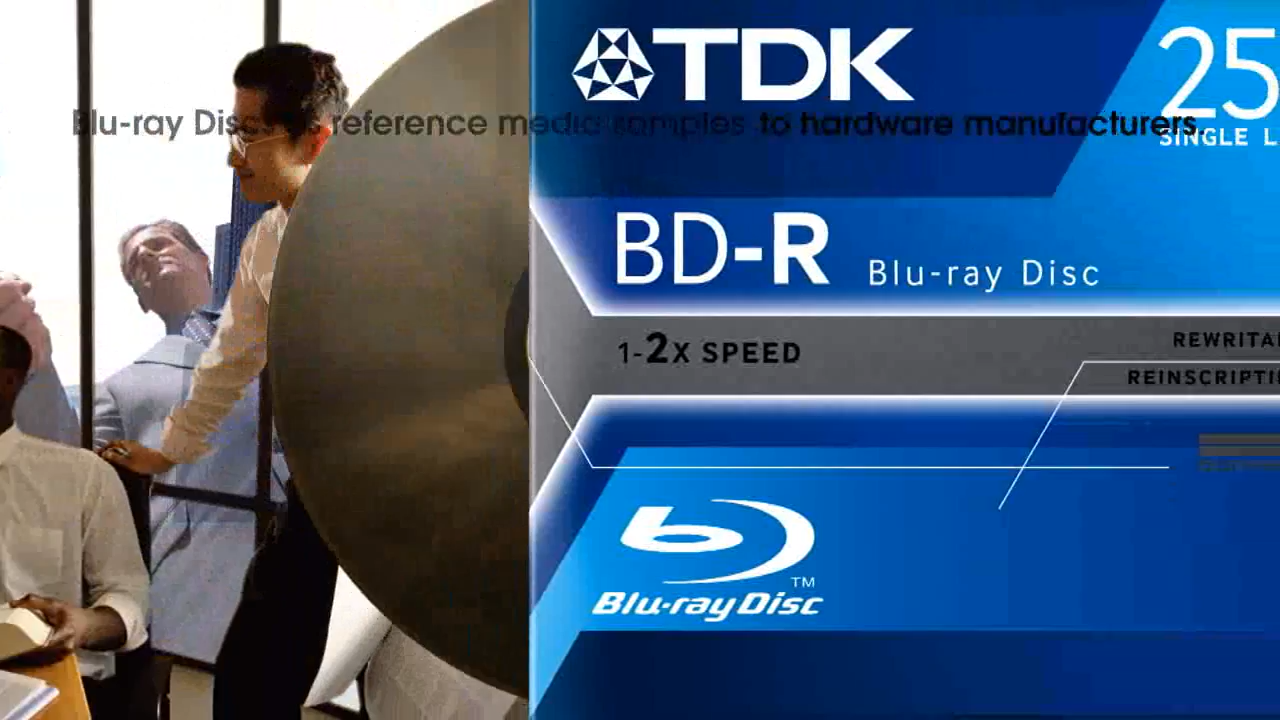 TDK
25
SINGLE L
Blu-ray Disc reference media samples to hardware manufacturers.
BD-R Blu-ray Disc
1-2X SPEED
REWRITA
REINSCRIPTI
Blu-ray Disc™